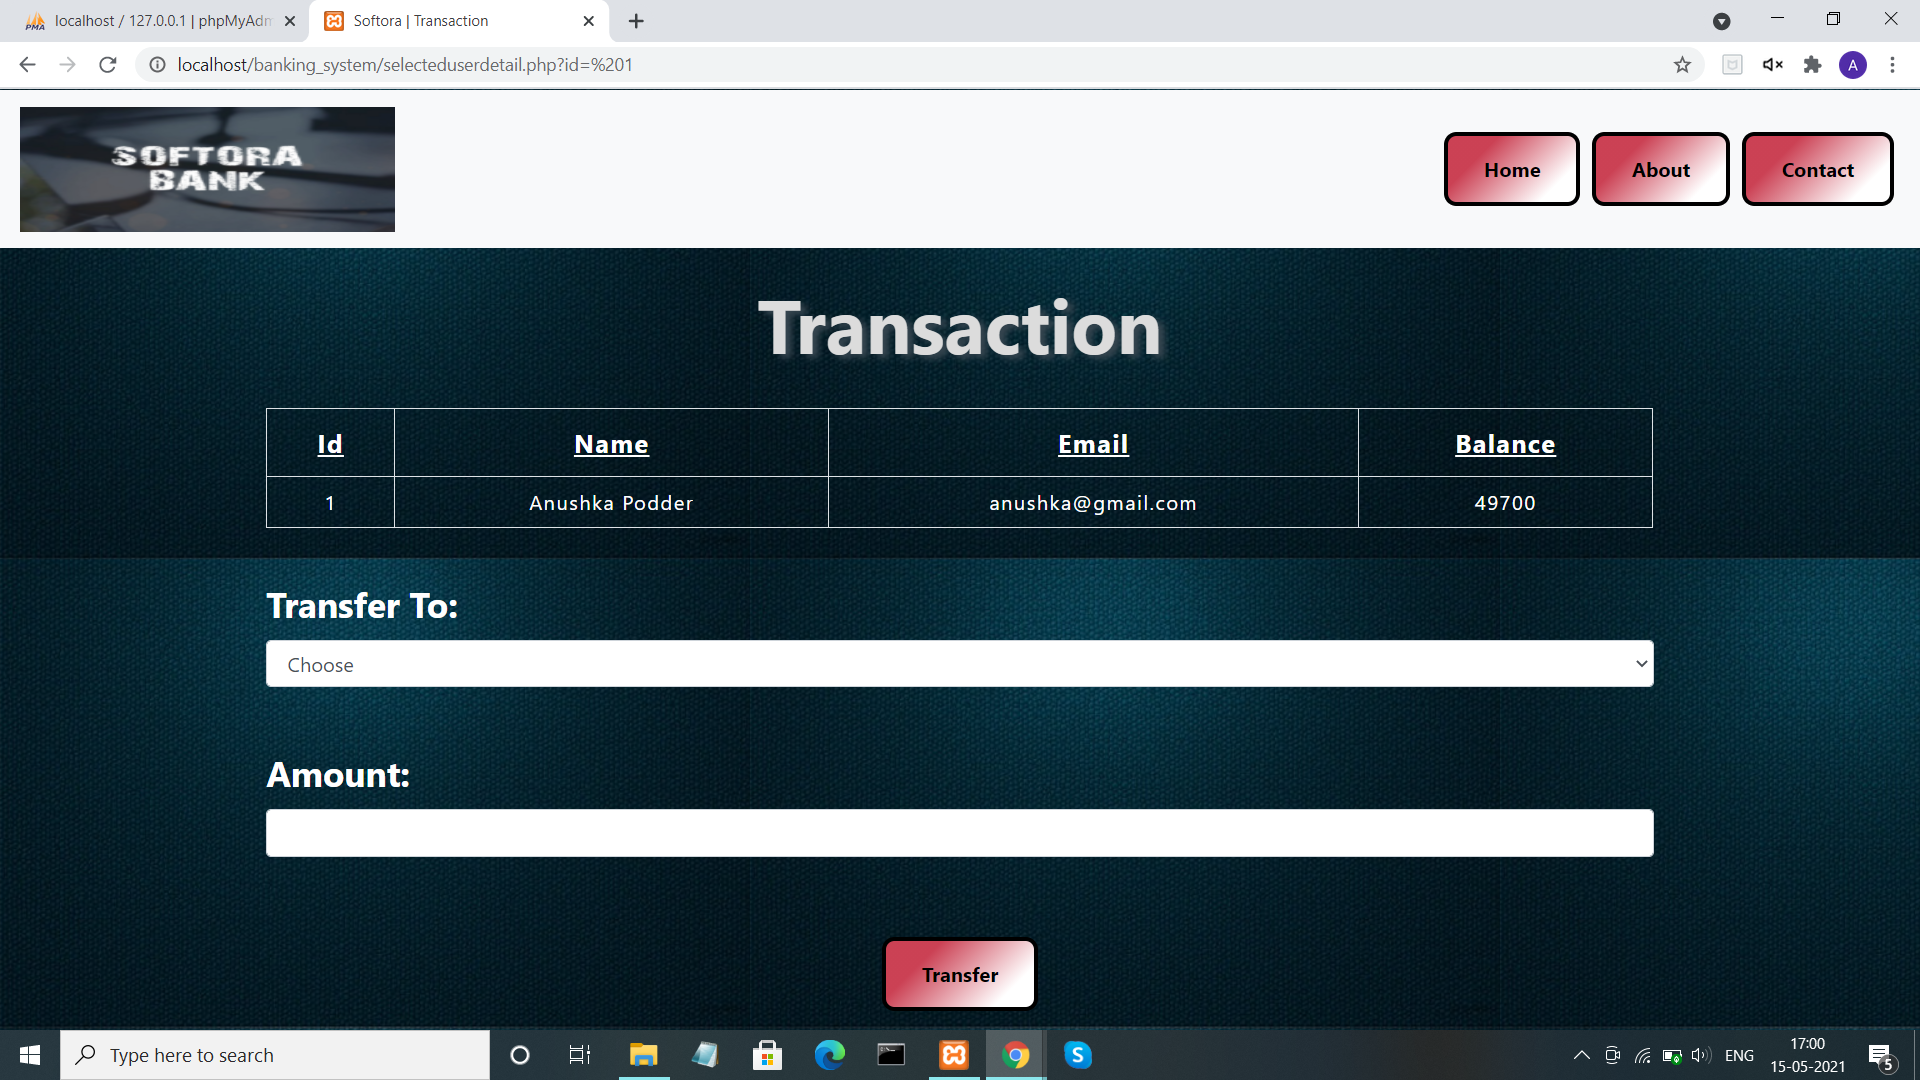 localhost / 127.0.0.1 | phpMyAdm
Softora | Transaction
localhost/banking_system/selecteduserdetail.php?id=%201
A
SOFTORA
BANK
Home
About
Contact
Transaction
Id Name Email Balance
1 Anushka Podder anushka@gmail.com 49700
Transfer To:
Choose
Amount:
Transfer
Type here to search
ENG
17:00
15-05-2021
5